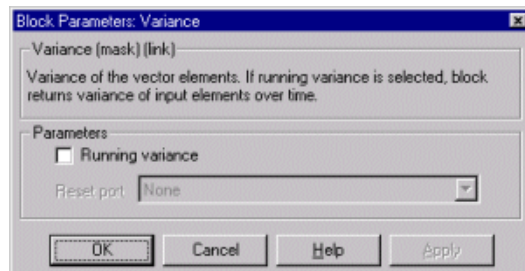 Block Parameters: Variance
Variance (mask) (link)
Variance of the vector elements. If running variance is selected, block
returns variance of input elements over time.
Parameters
Running variance
Reset port None
OK Cancel Help Apply